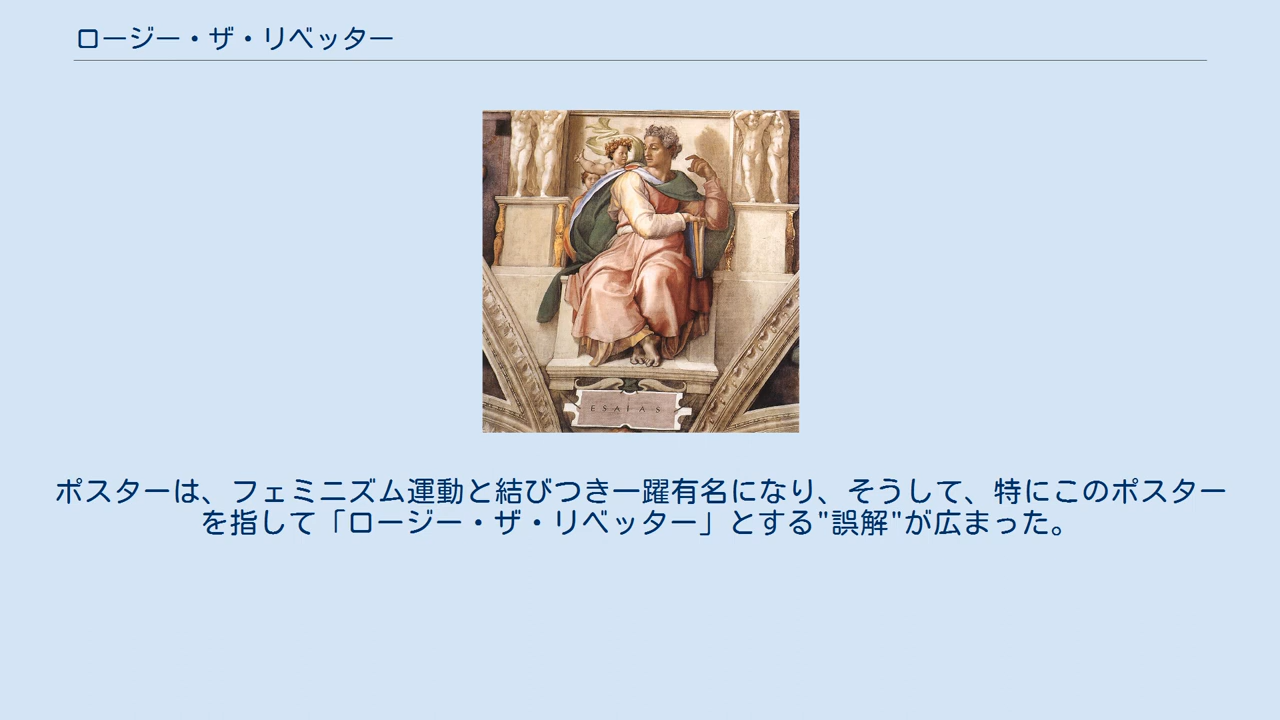 ロージー・ザ・リベッター
ESAIAS
ポスターは、フェミニズム運動と結びつき一躍有名になり、そうして、特にこのポスター
を指して「ロージー・ザ・リベッター」とする"誤解"が広まった。